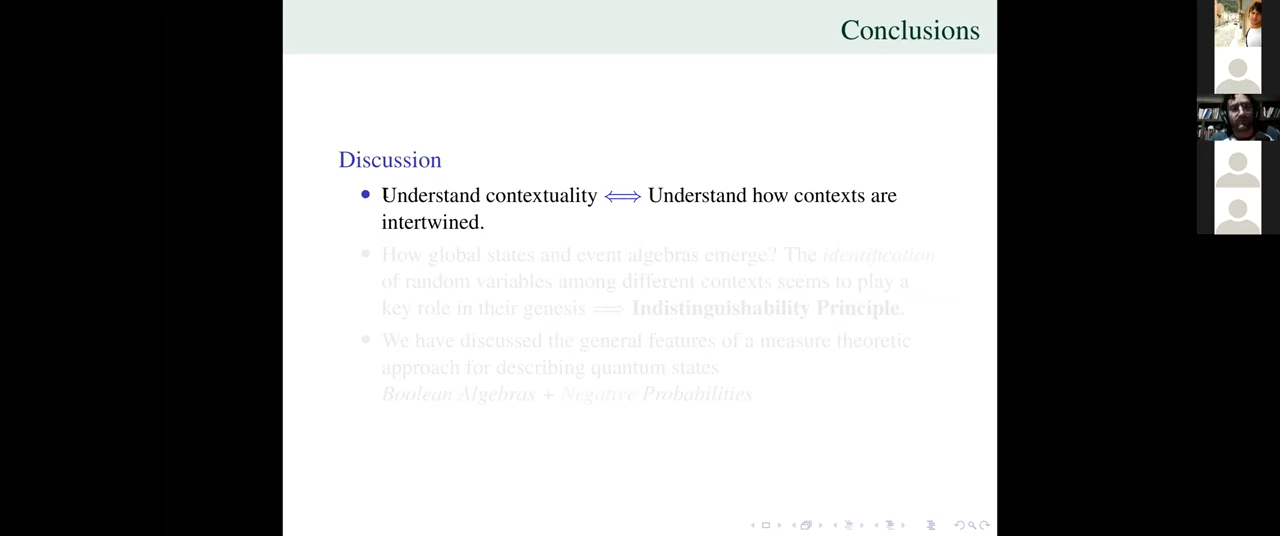 Conclusions
Discussion
• Understand contextuality ⟺ Understand how contexts are
intertwined.
• How global states and event algebras emerge? The identification
of random variables among different contexts seems to play a
key role in their genesis ⟹ Indistinguishability Principle.
• We have discussed the general features of a measure theoretic
approach for describing quantum states
Boolean Algebras + Negative Probabilities